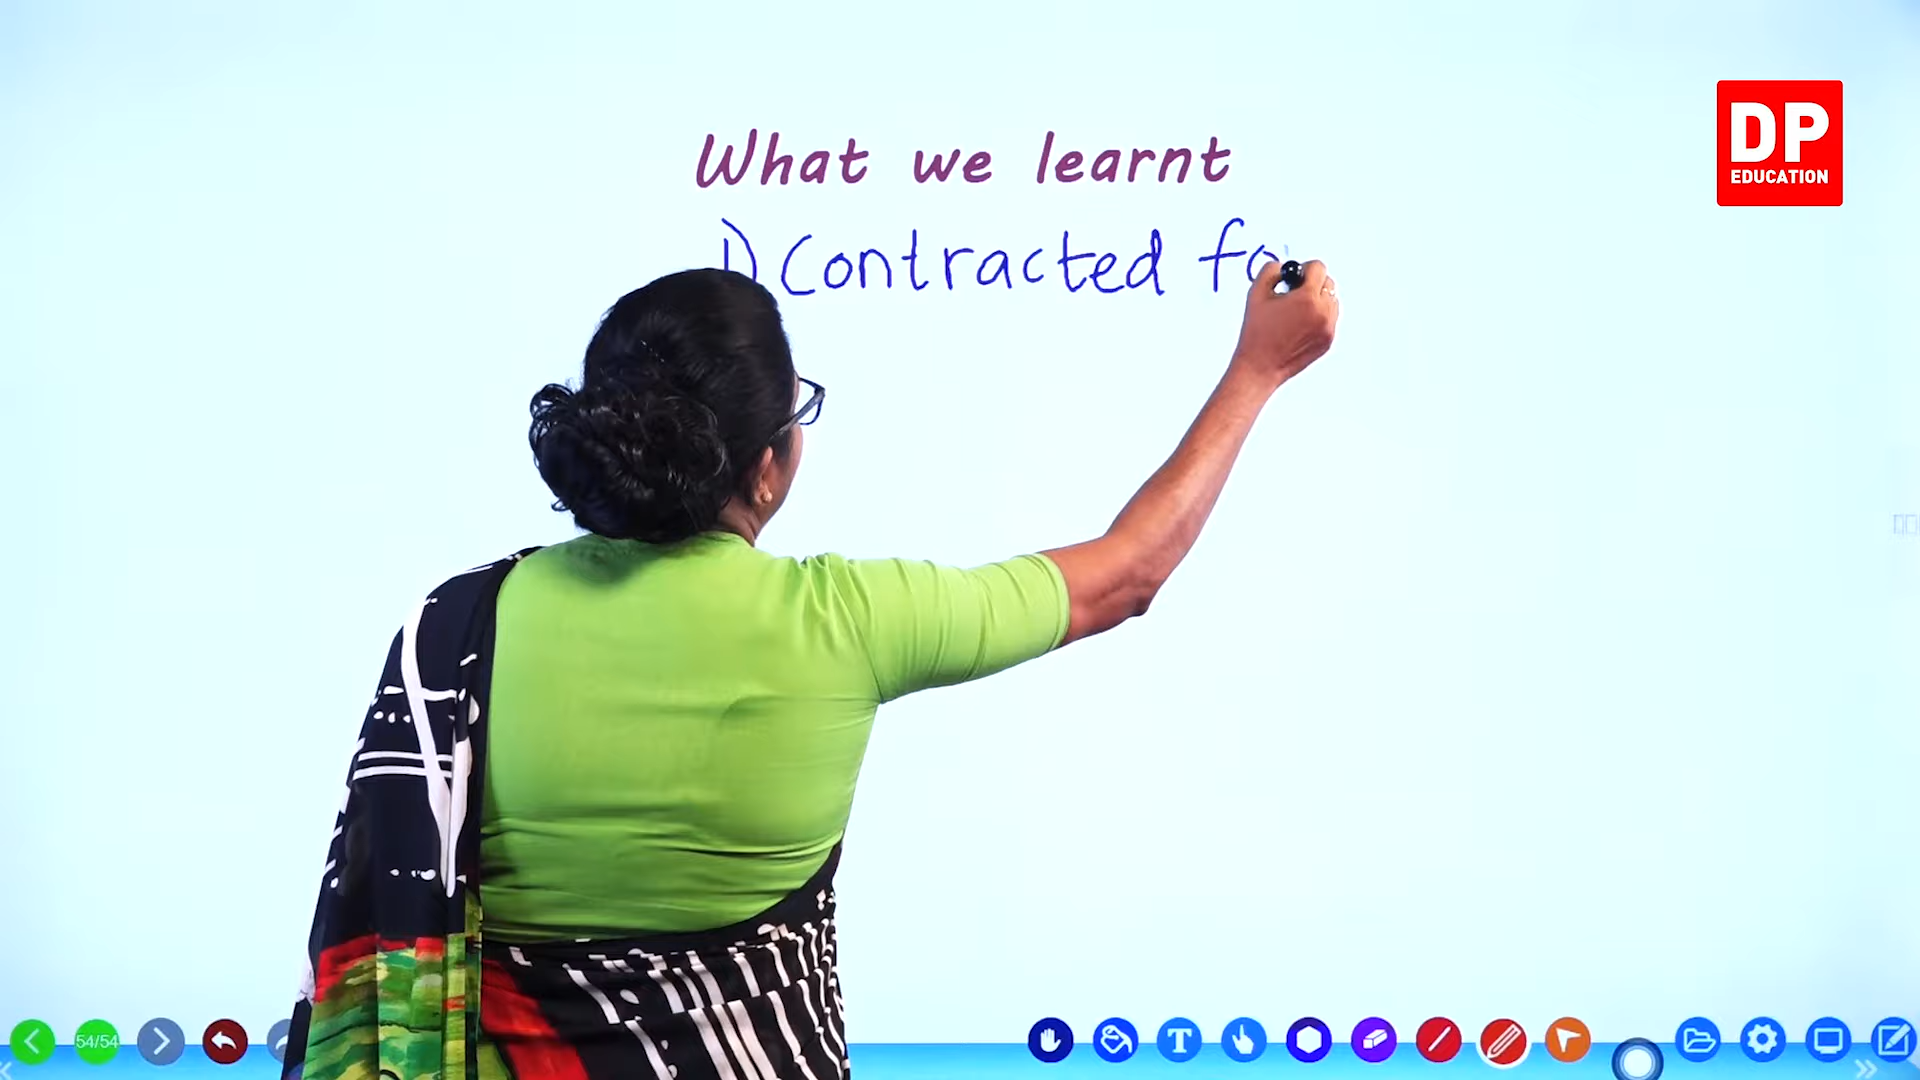 What we learnt
1) Contracted fo
DP
EDUCATION
54/54